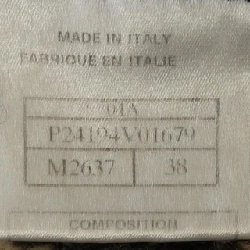 MADE IN ITALY
FABRIQUE EN ITALIE
P24194V01679
M2637 38
COMPOSITION